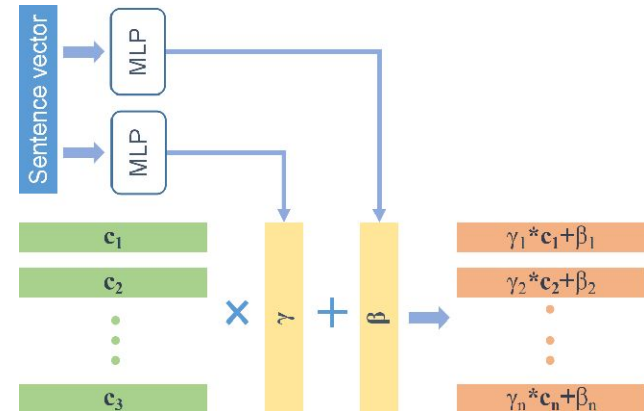 Sentence vector
MLP
MLP
c₁
c₂
c₃
×
γ
+
β
γ₁*c₁+β₁
γ₂*c₂+β₂
γₙ*cₙ+βₙ